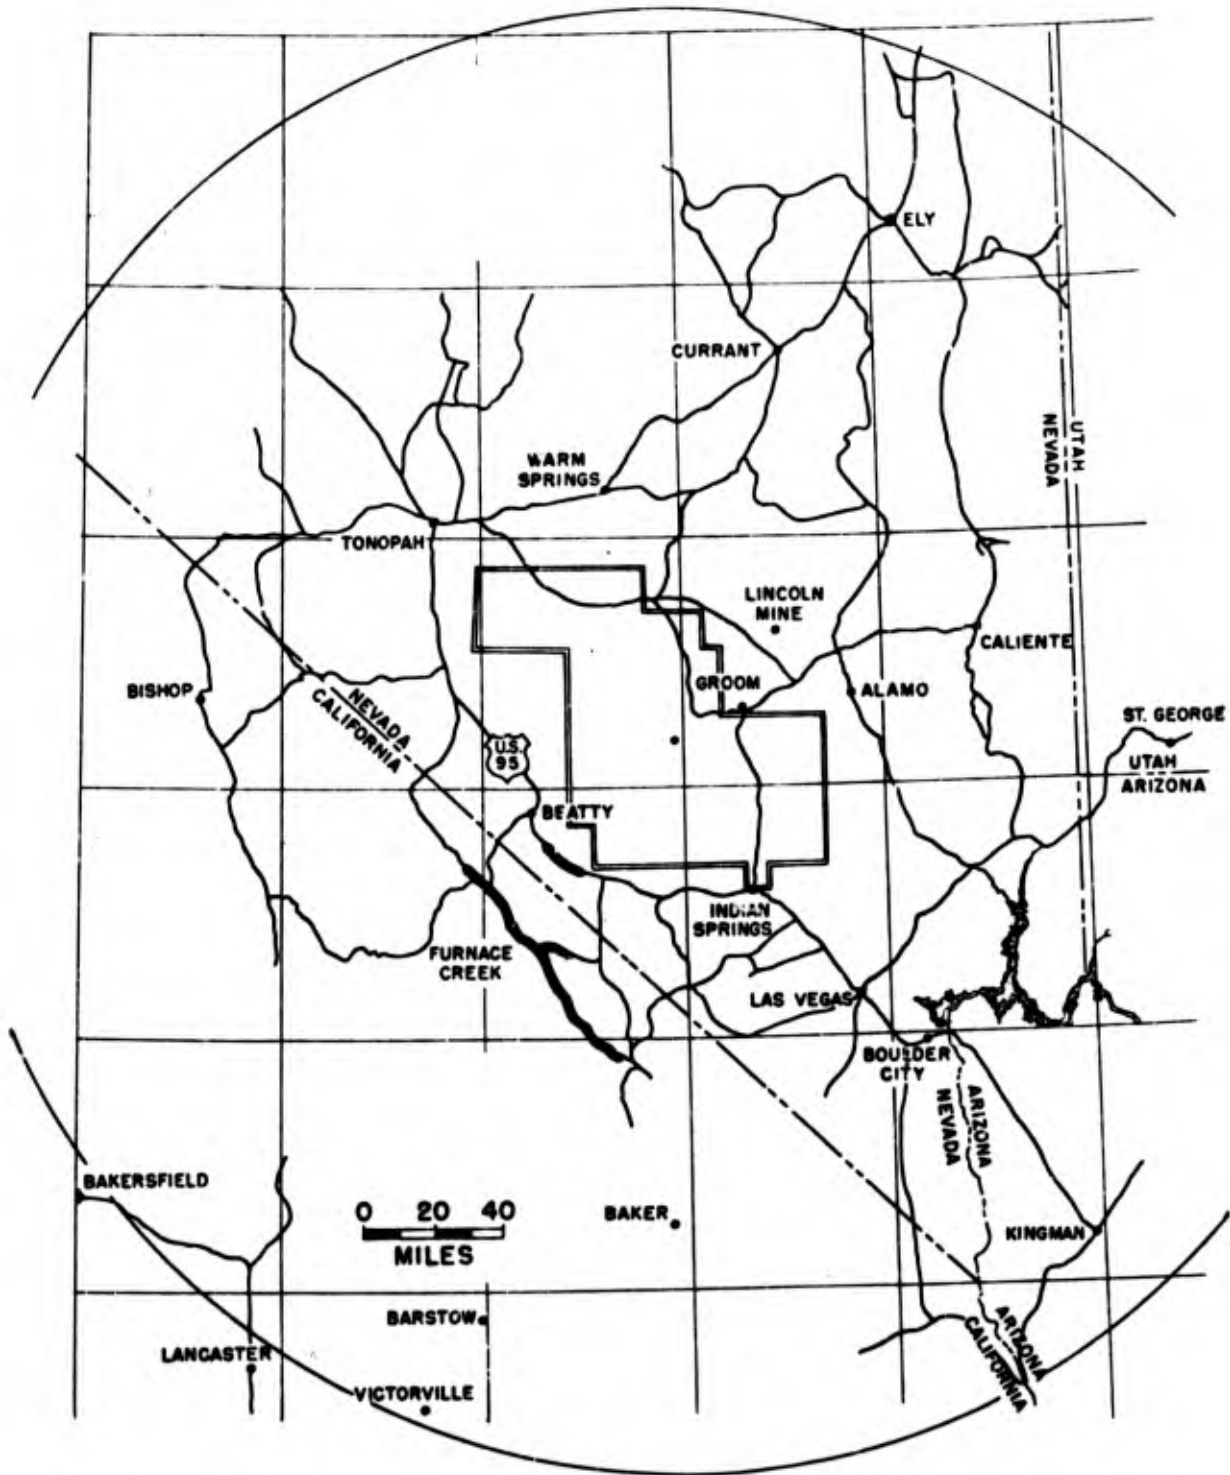 ELY
CURRANT
UTAH
NEVADA
WARM
SPRINGS
TONOPAH
LINCOLN
MINE
CALIENTE
BISHOP
NEVADA
CALIFORNIA
GROOM
ALAMO
ST. GEORGE
U.S.
95
UTAH
ARIZONA
BEATTY
INDIAN
SPRINGS
FURNACE
CREEK
LAS VEGAS
BOULDER
CITY
ARIZONA
NEVADA
BAKERSFIELD
0 20 40
MILES
BAKER
KINGMAN
BARSTOW
LANCASTER
VICTORVILLE
ARIZONA
CALIFORNIA